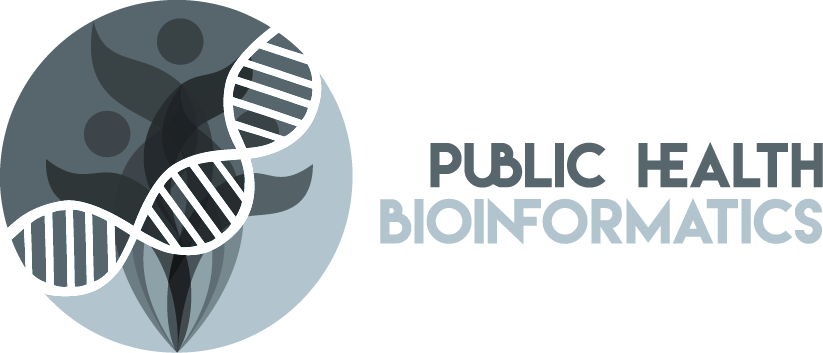 PUBLIC HEALTH
BIOINFORMATICS